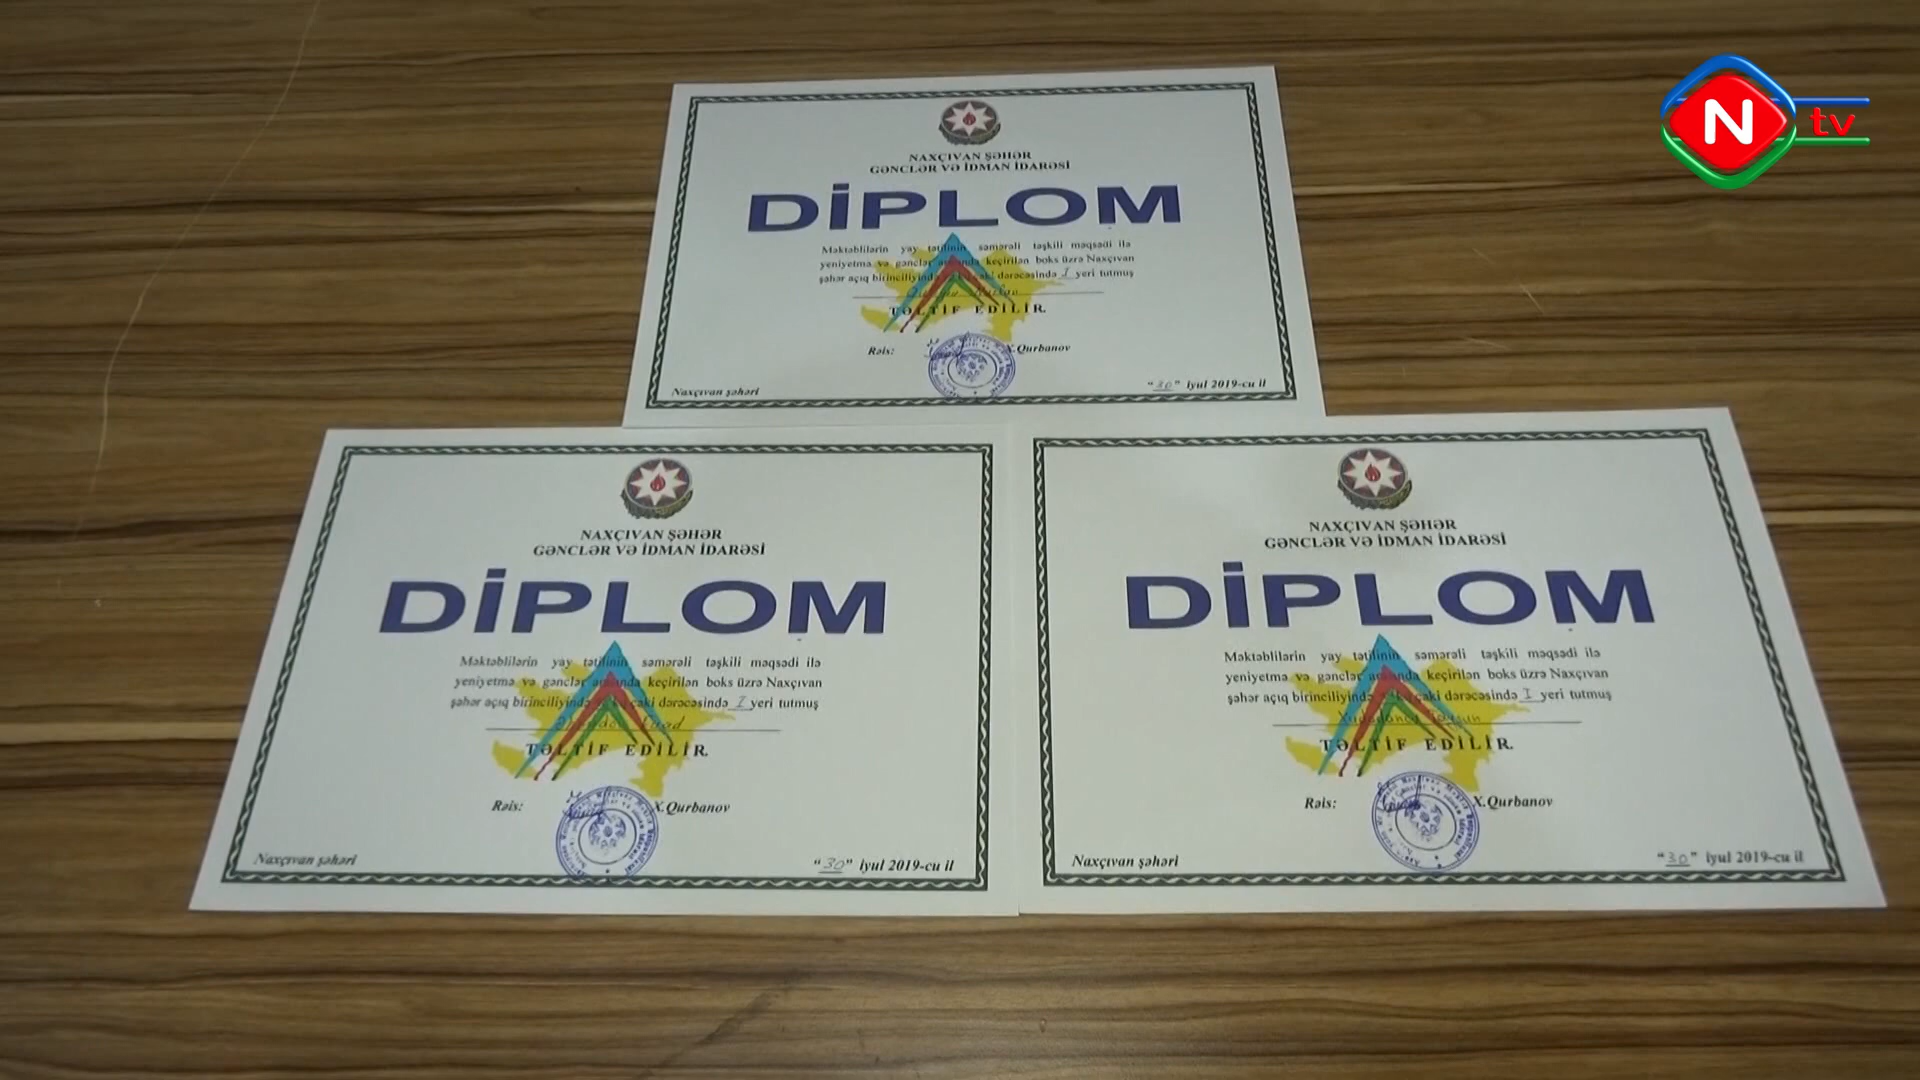 N tv
NAXÇIVAN ŞƏHƏR
GƏNCLƏR VƏ İDMAN İDARƏSİ
DİPLOM
Məktəblilərin yay tətilinin səmərəli təşkili məqsədi ilə
yeniyetmə və gənclər arasında keçirilən boks üzrə Naxçıvan
şəhər açıq birinciliyində çəki dərəcəsində I yeri tutmuş
TƏLTİF EDİLİR.
Rəis: X.Qurbanov
Naxçıvan şəhəri "30" iyul 2019-cu il
NAXÇIVAN ŞƏHƏR
GƏNCLƏR VƏ İDMAN İDARƏSİ
DİPLOM
Məktəblilərin yay tətilinin səmərəli təşkili məqsədi ilə
yeniyetmə və gənclər arasında keçirilən boks üzrə Naxçıvan
şəhər açıq birinciliyində çəki dərəcəsində I yeri tutmuş
TƏLTİF EDİLİR.
Rəis: X.Qurbanov
Naxçıvan şəhəri "30" iyul 2019-cu il
NAXÇIVAN ŞƏHƏR
GƏNCLƏR VƏ İDMAN İDARƏSİ
DİPLOM
Məktəblilərin yay tətilinin səmərəli təşkili məqsədi ilə
yeniyetmə və gənclər arasında keçirilən boks üzrə Naxçıvan
şəhər açıq birinciliyində çəki dərəcəsində I yeri tutmuş
TƏLTİF EDİLİR.
Rəis: X.Qurbanov
Naxçıvan şəhəri "30" iyul 2019-cu il